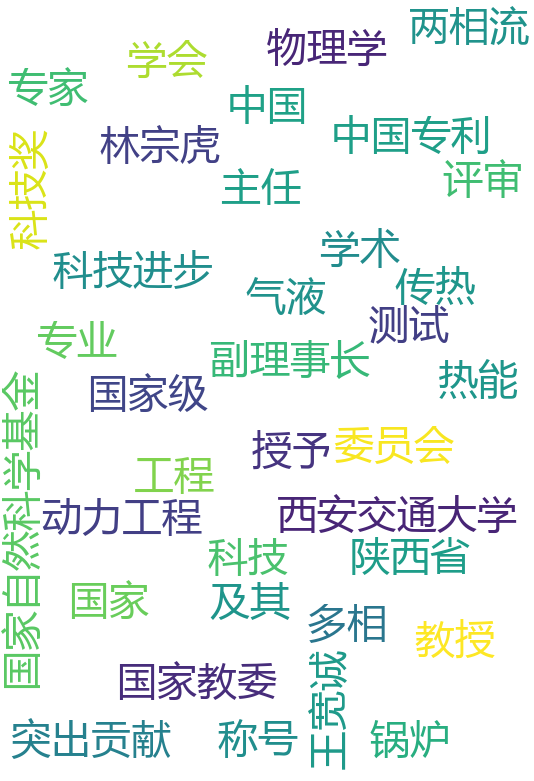 两相流
物理学
学会
专家
中国
中国专利
林宗虎
科技奖
评审
主任
学术
科技进步
传热
气液
测试
专业
副理事长
热能
国家级
国家自然科学基金
授予
委员会
工程
动力工程
西安交通大学
科技
陕西省
国家
及其
多相
教授
王宽诚
国家教委
突出贡献
称号
锅炉